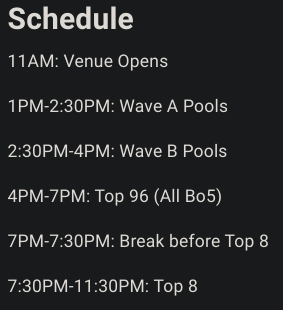 Schedule
11AM: Venue Opens
1PM-2:30PM: Wave A Pools
2:30PM-4PM: Wave B Pools
4PM-7PM: Top 96 (All Bo5)
7PM-7:30PM: Break before Top 8
7:30PM-11:30PM: Top 8